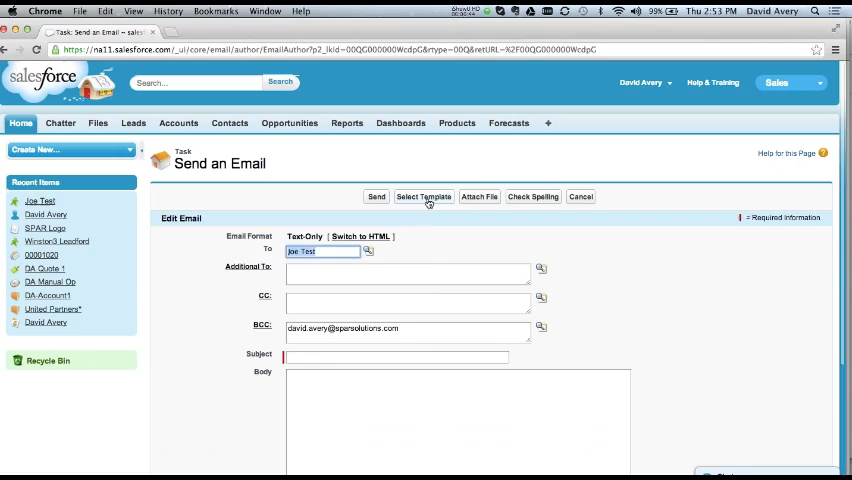 Chrome File Edit View History Bookmarks Window Help
99% Thu 2:53 PM David Avery
Task: Send an Email ~ salesf
https://na11.salesforce.com/_ui/core/email/author/EmailAuthor?p2_lkid=00QG000000WcdpG&rtype=00Q&retURL=%2F00QG000000WcdpG
salesforce
Search...
Search
David Avery
Help & Training
Sales
Home Chatter Files Leads Accounts Contacts Opportunities Reports Dashboards Products Forecasts +
Create New...
Task
Send an Email
Help for this Page
Recent Items
Joe Test
David Avery
SPAR Logo
Winston3 Leadford
00001020
DA Quote 1
DA Manual Op
DA-Account1
United Partners*
David Avery
Recycle Bin
Send Select Template Attach File Check Spelling Cancel
Edit Email
= Required Information
Email Format Text-Only [ Switch to HTML ]
To Joe Test
Additional To:
CC:
BCC: david.avery@sparsolutions.com
Subject
Body